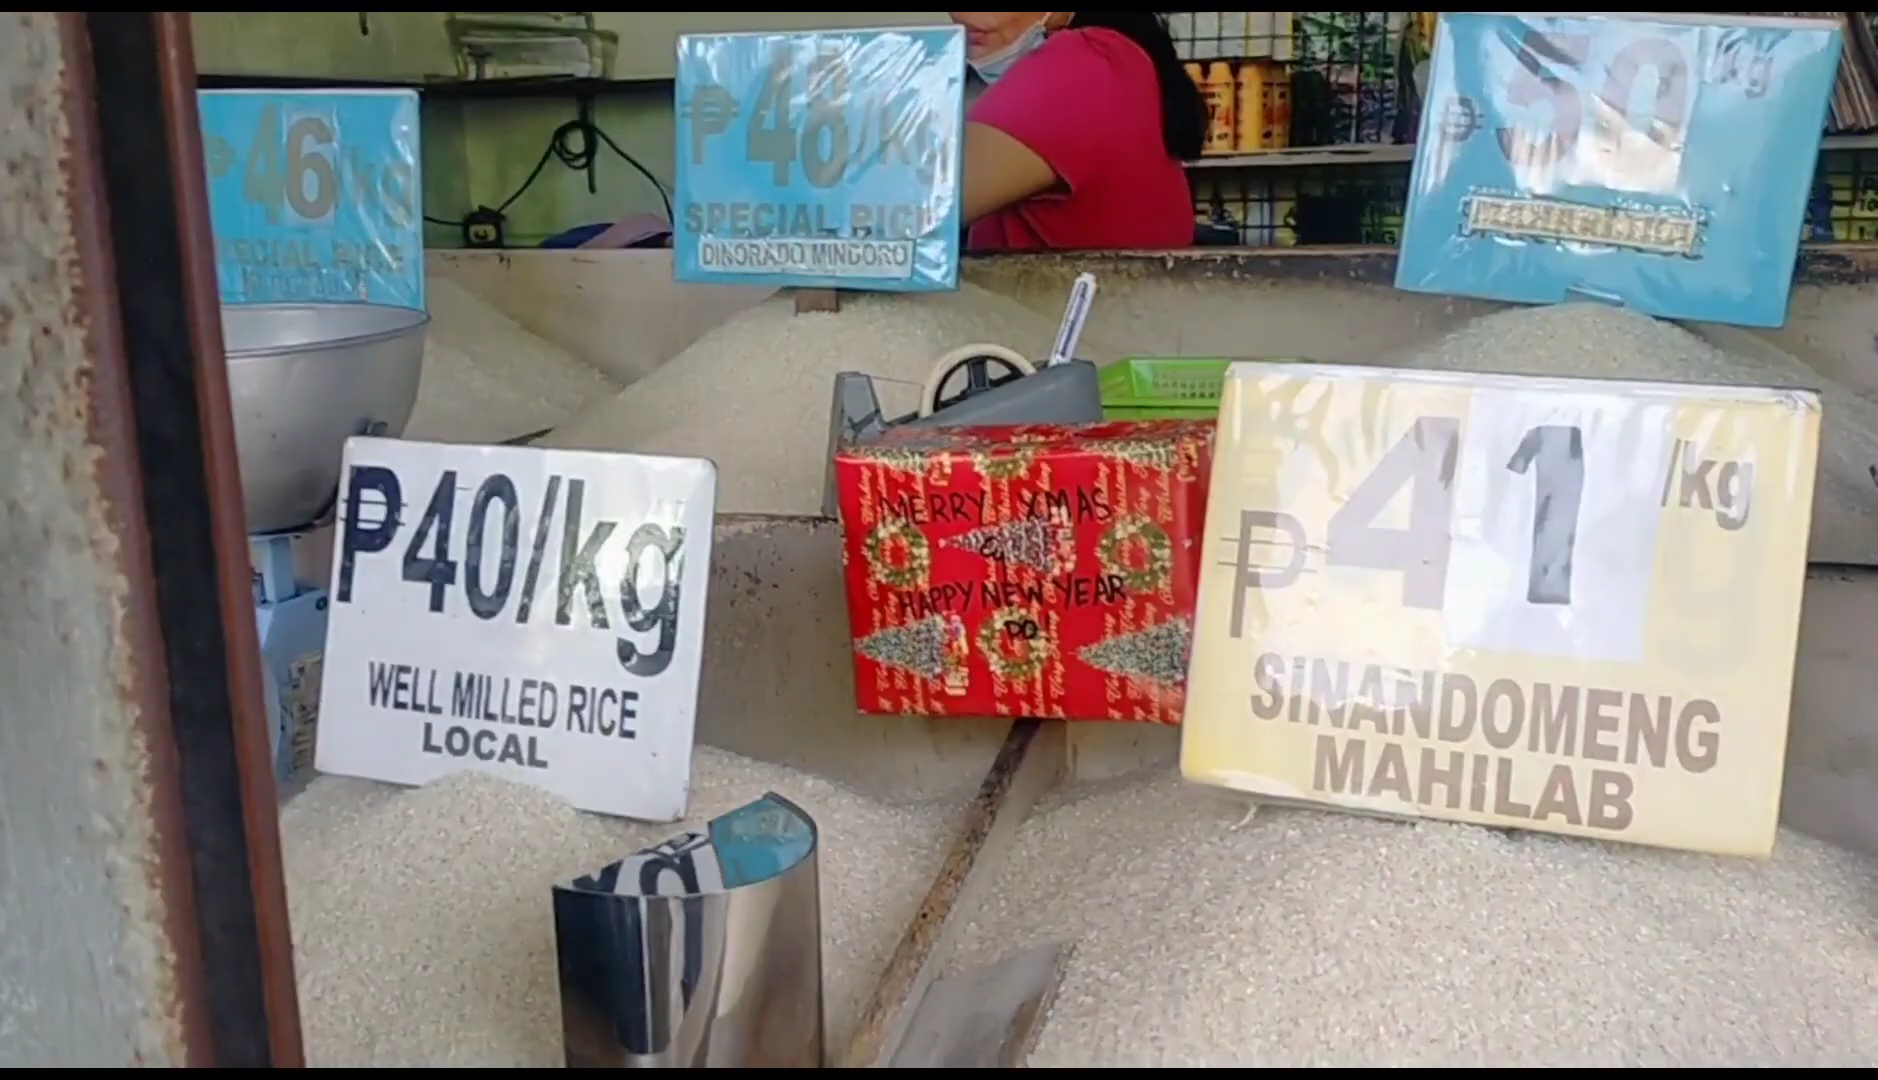 ₱46/kg
SPECIAL RICE
₱48/kg
SPECIAL RICE
DINORADO MINDORO
₱50/kg
₱40/kg
WELL MILLED RICE
LOCAL
MERRY XMAS
&
HAPPY NEW YEAR
PO!
₱41/kg
SINANDOMENG
MAHILAB